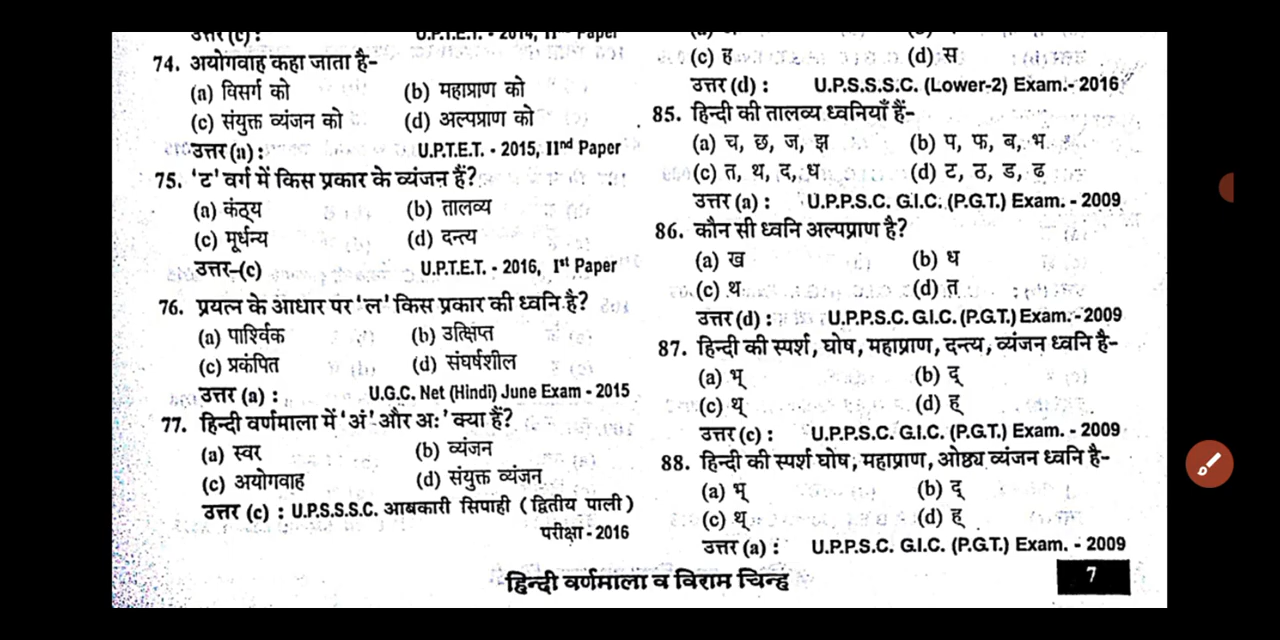 उत्तर (c) : U.P.T.E.T. - 2014, IInd Paper
74. अयोगवाह कहा जाता है-
(a) विसर्ग को (b) महाप्राण को
(c) संयुक्त व्यंजन को (d) अल्पप्राण को
उत्तर (a) : U.P.T.E.T. - 2015, IInd Paper
75. 'ट' वर्ग में किस प्रकार के व्यंजन हैं?
(a) कंठ्य (b) तालव्य
(c) मूर्धन्य (d) दन्त्य
उत्तर–(c) U.P.T.E.T. - 2016, Ist Paper
76. प्रयत्न के आधार पर 'ल' किस प्रकार की ध्वनि है?
(a) पार्श्विक (b) उत्क्षिप्त
(c) प्रकंपित (d) संघर्षशील
उत्तर (a) : U.G.C. Net (Hindi) June Exam - 2015
77. हिन्दी वर्णमाला में 'अं' और अः' क्या हैं?
(a) स्वर (b) व्यंजन
(c) अयोगवाह (d) संयुक्त व्यंजन
उत्तर (c) : U.P.S.S.S.C. आबकारी सिपाही (द्वितीय पाली)
परीक्षा - 2016
(c) ह (d) स
उत्तर (d) : U.P.S.S.S.C. (Lower-2) Exam.- 2016
85. हिन्दी की तालव्य ध्वनियाँ हैं-
(a) च, छ, ज, झ (b) प, फ, ब, भ
(c) त, थ, द, ध (d) ट, ठ, ड, ढ
उत्तर (a) : U.P.P.S.C. G.I.C. (P.G.T.) Exam. - 2009
86. कौन सी ध्वनि अल्पप्राण है?
(a) ख (b) ध
(c) थ (d) त
उत्तर (d) : U.P.P.S.C. G.I.C. (P.G.T.) Exam. - 2009
87. हिन्दी की स्पर्श, घोष, महाप्राण, दन्त्य, व्यंजन ध्वनि है-
(a) भ् (b) द्
(c) थ् (d) ह्
उत्तर (c) : U.P.P.S.C. G.I.C. (P.G.T.) Exam. - 2009
88. हिन्दी की स्पर्श घोष, महाप्राण, ओष्ठ्य व्यंजन ध्वनि है-
(a) भ् (b) द्
(c) थ् (d) ह्
उत्तर (a) : U.P.P.S.C. G.I.C. (P.G.T.) Exam. - 2009
हिन्दी वर्णमाला व विराम चिन्ह
7